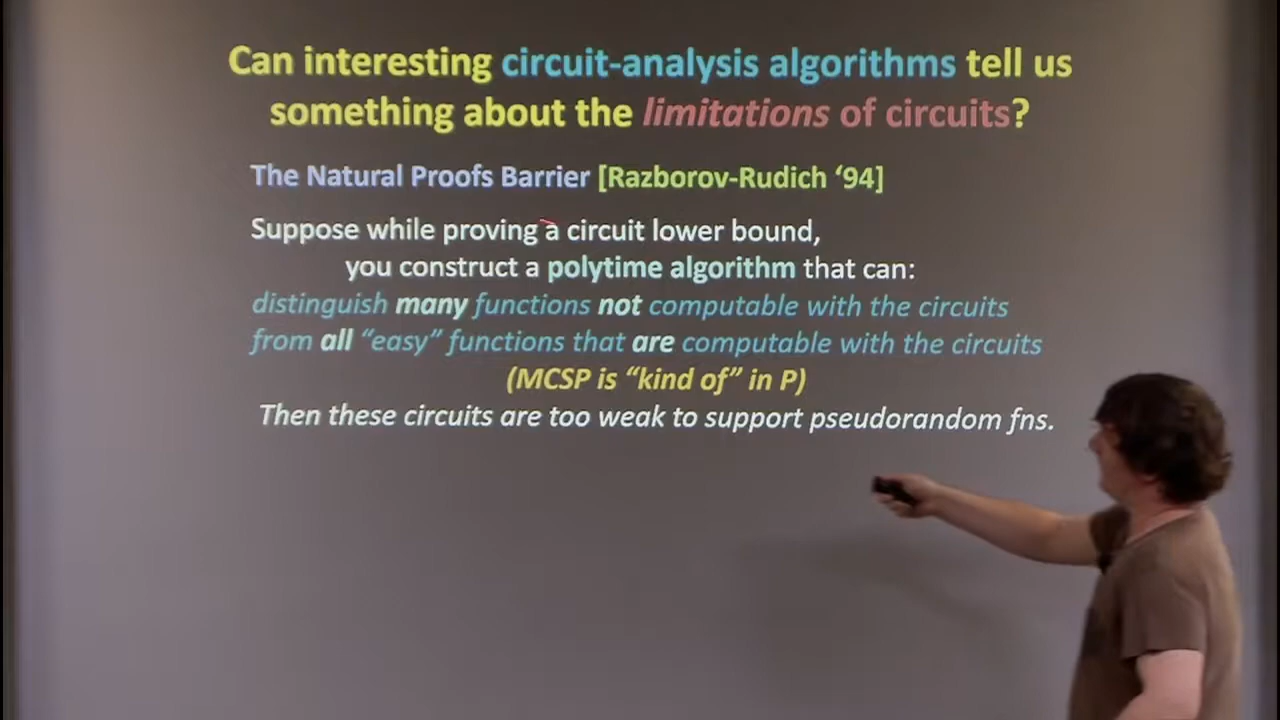 Can interesting circuit-analysis algorithms tell us
something about the limitations of circuits?
The Natural Proofs Barrier [Razborov-Rudich ‘94]
Suppose while proving a circuit lower bound,
you construct a polytime algorithm that can:
distinguish many functions not computable with the circuits
from all “easy” functions that are computable with the circuits
(MCSP is “kind of” in P)
Then these circuits are too weak to support pseudorandom fns.